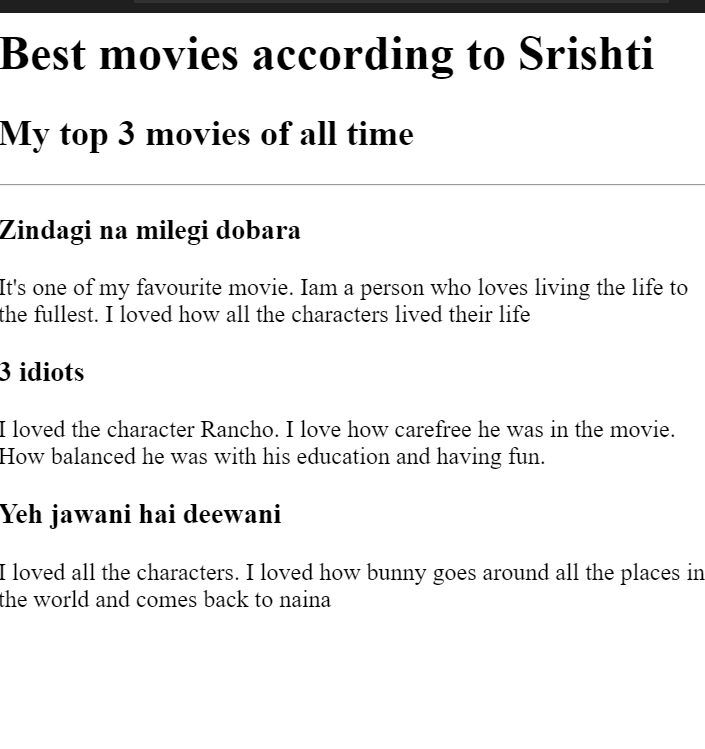 Best movies according to Srishti
My top 3 movies of all time
Zindagi na milegi dobara
It's one of my favourite movie. Iam a person who loves living the life to
the fullest. I loved how all the characters lived their life
3 idiots
I loved the character Rancho. I love how carefree he was in the movie.
How balanced he was with his education and having fun.
Yeh jawani hai deewani
I loved all the characters. I loved how bunny goes around all the places in
the world and comes back to naina